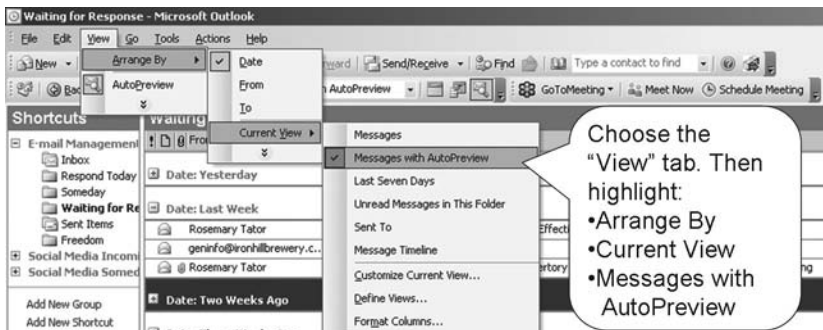 Waiting for Response - Microsoft Outlook
File Edit View Go Tools Actions Help
New Arrange By Date Send/Receive Find Type a contact to find
AutoPreview From AutoPreview GoToMeeting Meet Now Schedule Meeting
To
Shortcuts
Current View Messages
E-mail Management
Messages with AutoPreview
Inbox
Respond Today Date: Yesterday Last Seven Days
Someday
Unread Messages in This Folder
Waiting for Re Date: Last Week
Sent Items Rosemary Tator Sent To
Freedom geninfo@ironhillbrewery.c.. Message Timeline
Social Media Incomi
Social Media Somed Rosemary Tator Customize Current View...
Add New Group Date: Two Weeks Ago Define Views...
Add New Shortcut Format Columns...
Choose the
“View” tab. Then
highlight:
•Arrange By
•Current View
•Messages with
AutoPreview